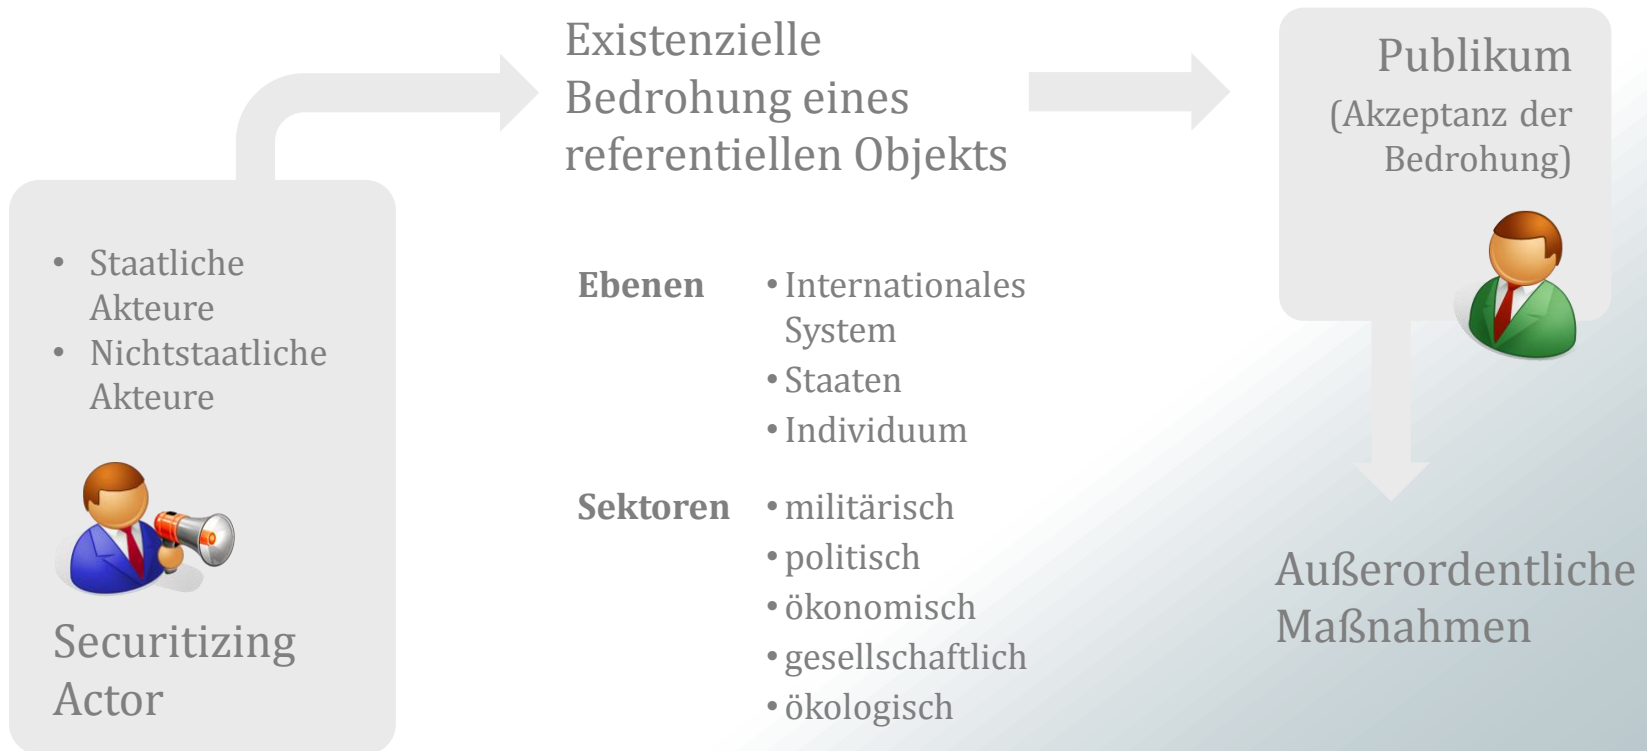 • Staatliche
Akteure
• Nichtstaatliche
Akteure
Securitizing
Actor
Existenzielle
Bedrohung eines
referentiellen Objekts
Ebenen • Internationales
System
• Staaten
• Individuum
Sektoren • militärisch
• politisch
• ökonomisch
• gesellschaftlich
• ökologisch
Publikum
(Akzeptanz der
Bedrohung)
Außerordentliche
Maßnahmen